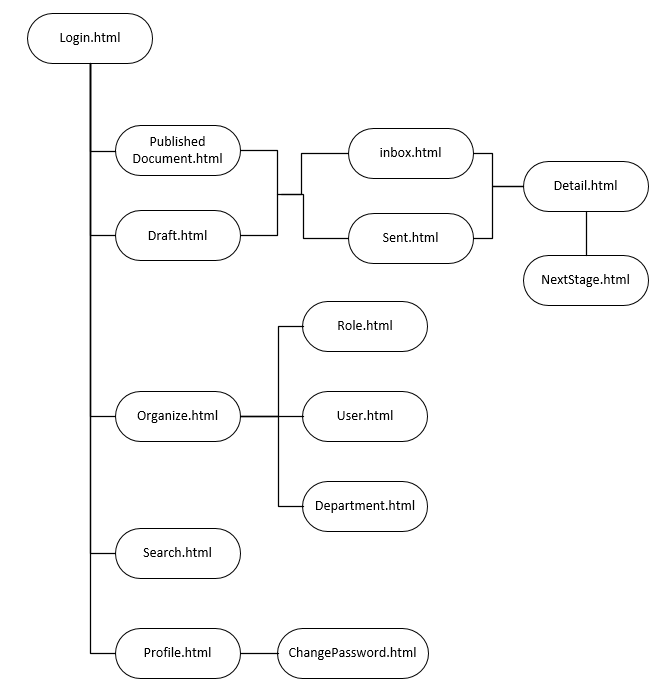 Login.html
Published
Document.html
inbox.html
Detail.html
Draft.html
Sent.html
NextStage.html
Role.html
Organize.html
User.html
Department.html
Search.html
Profile.html
ChangePassword.html